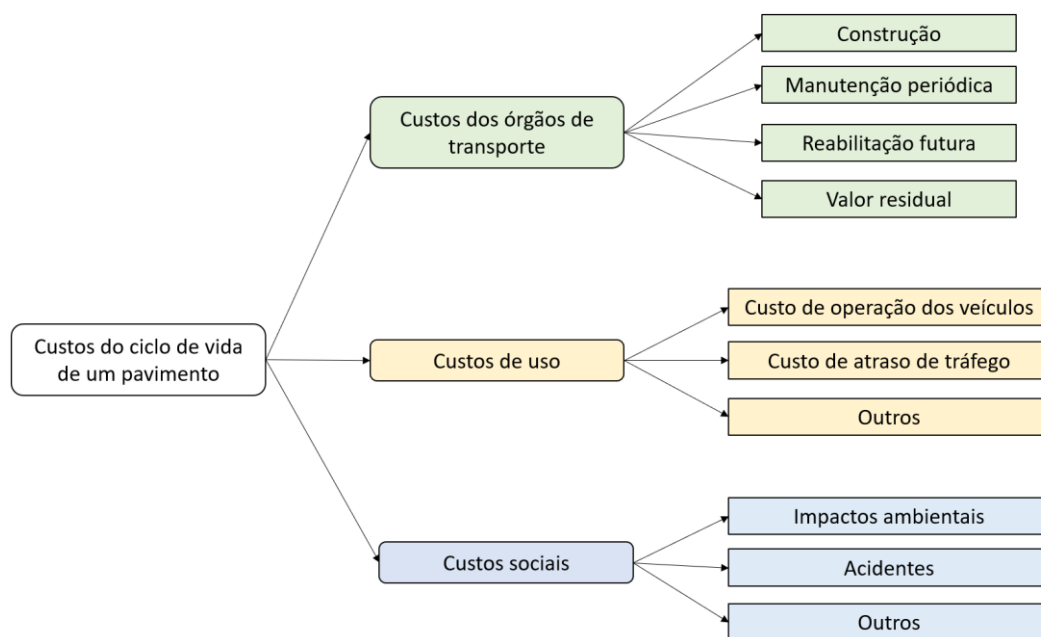 Construção
Manutenção periódica
Custos dos órgãos de
transporte
Reabilitação futura
Valor residual
Custo de operação dos veículos
Custos do ciclo de vida
de um pavimento
Custos de uso
Custo de atraso de tráfego
Outros
Impactos ambientais
Custos sociais
Acidentes
Outros